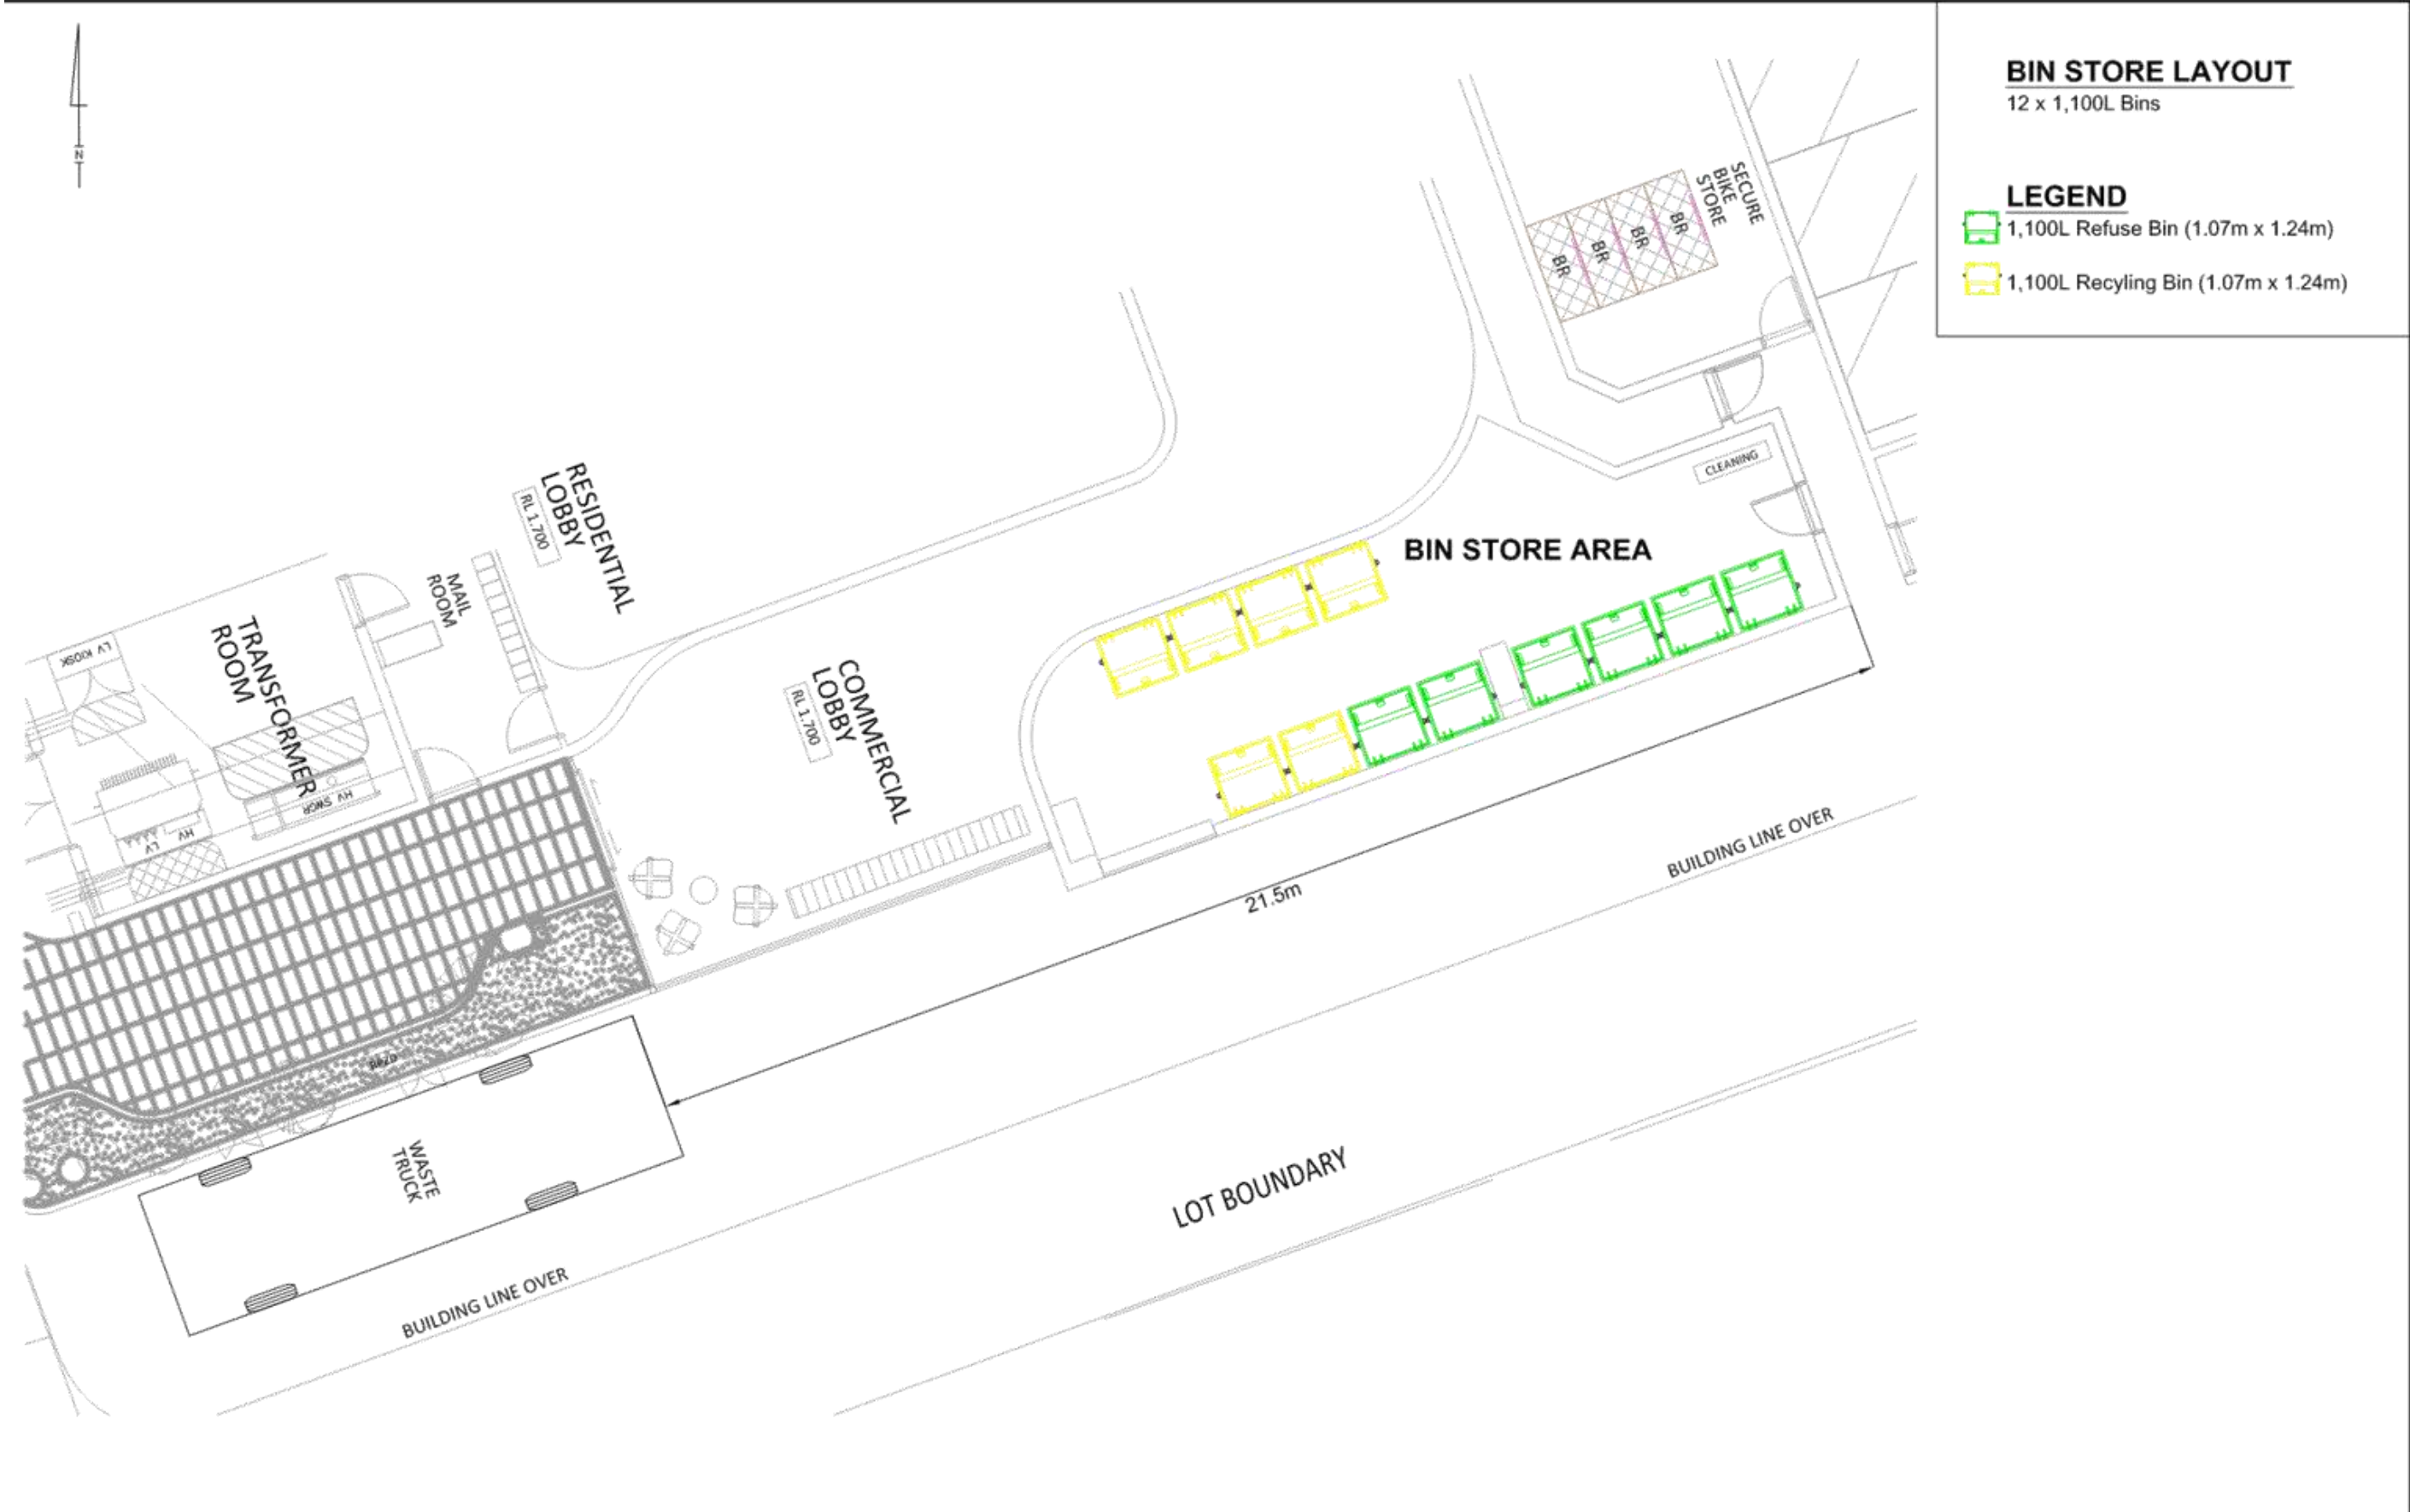 N
BIN STORE LAYOUT
12 x 1,100L Bins
LEGEND
1,100L Refuse Bin (1.07m x 1.24m)
1,100L Recyling Bin (1.07m x 1.24m)
SECURE
BIKE
STORE
BR
BR
BR
BR
CLEANING
BIN STORE AREA
RESIDENTIAL
LOBBY
RL 1.700
MAIL
ROOM
TRANSFORMER
ROOM
LV KIOSK
HV SWGR
HV
LV
COMMERCIAL
LOBBY
RL 1.700
21.5m
BUILDING LINE OVER
WASTE
TRUCK
LOT BOUNDARY
BUILDING LINE OVER